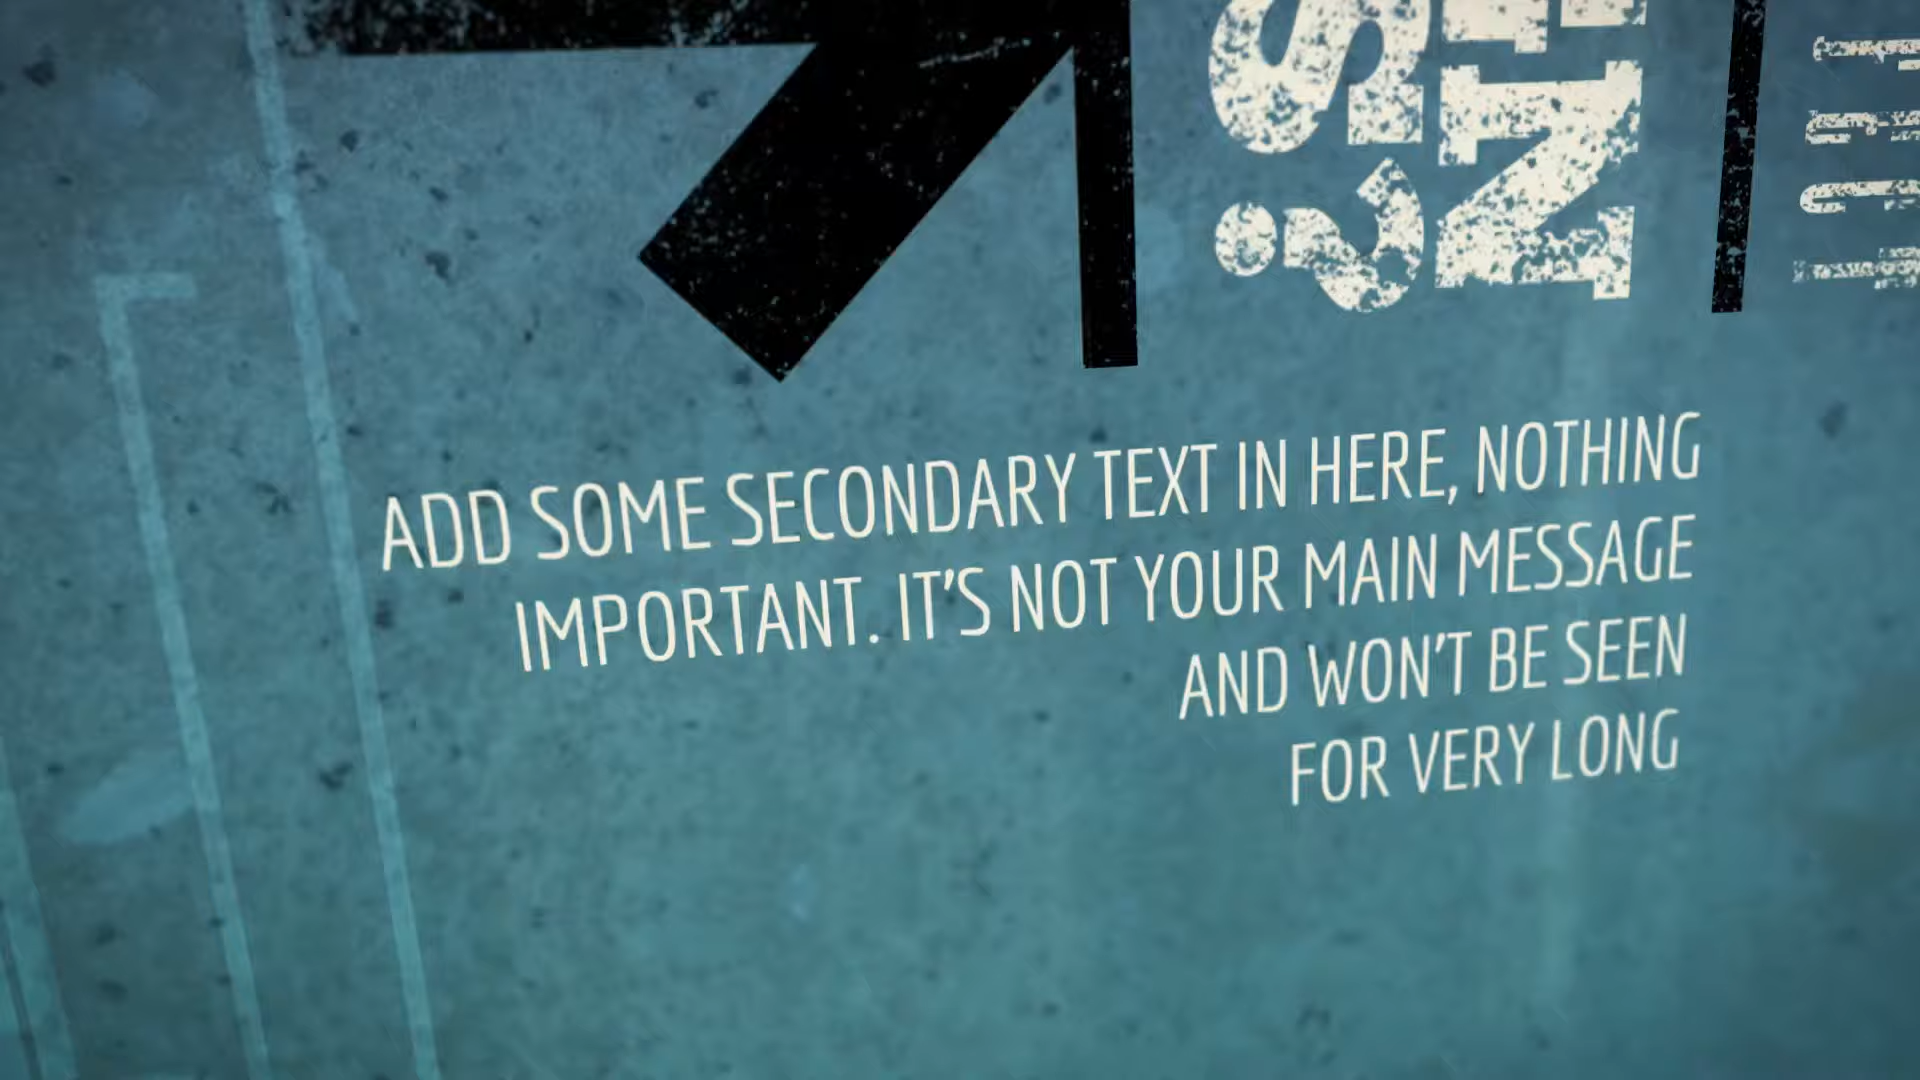 ADD SOME SECONDARY TEXT IN HERE, NOTHING
IMPORTANT. IT'S NOT YOUR MAIN MESSAGE
AND WON'T BE SEEN
FOR VERY LONG